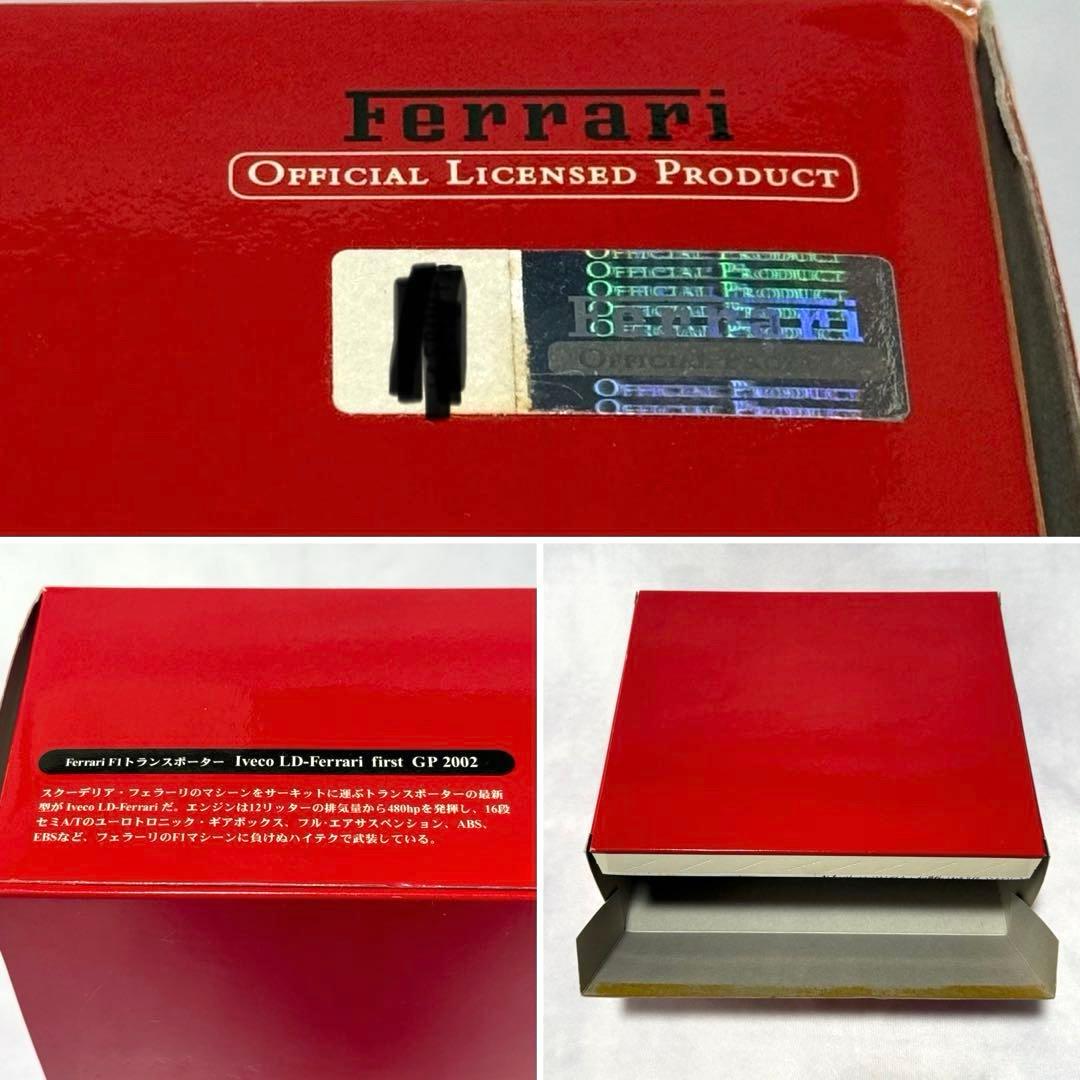 Ferrari
OFFICIAL LICENSED PRODUCT
OFFICIAL PRODUCT
OFFICIAL PRODUCT
OFFICIAL PRODUCT
Ferrari
OFFICIAL PRODUCT
OFFICIAL PRODUCT
OFFICIAL PRODUCT
Ferrari F1トランスポーター Iveco LD-Ferrari first GP 2002
スクーデリア・フェラーリのマシーンをサーキットに運ぶトランスポーターの最新
型が Iveco LD-Ferrari だ。エンジンは12リッターの排気量から480hpを発揮し、16段
セミA/Tのユーロトロニック・ギアボックス、フル・エアサスペンション、ABS、
EBSなど、フェラーリのF1マシーンに負けぬハイテクで武装している。